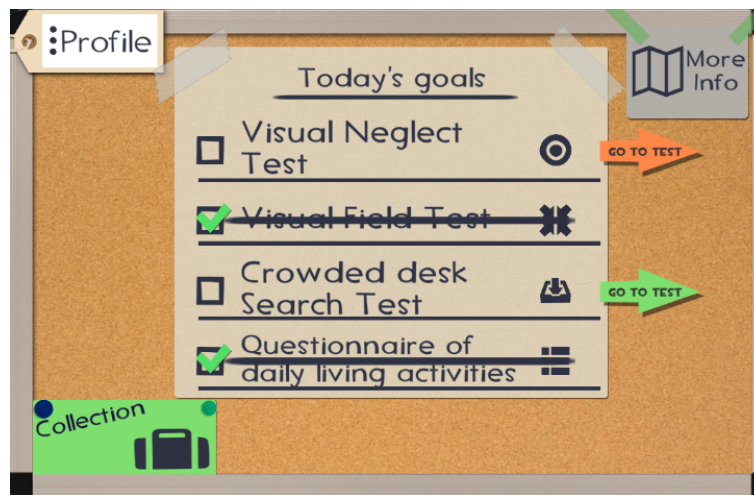 Profile
More
Info
Today's goals
Visual Neglect
Test
GO TO TEST
Visual Field Test
Crowded desk
Search Test
GO TO TEST
Questionnaire of
daily living activities
Collection